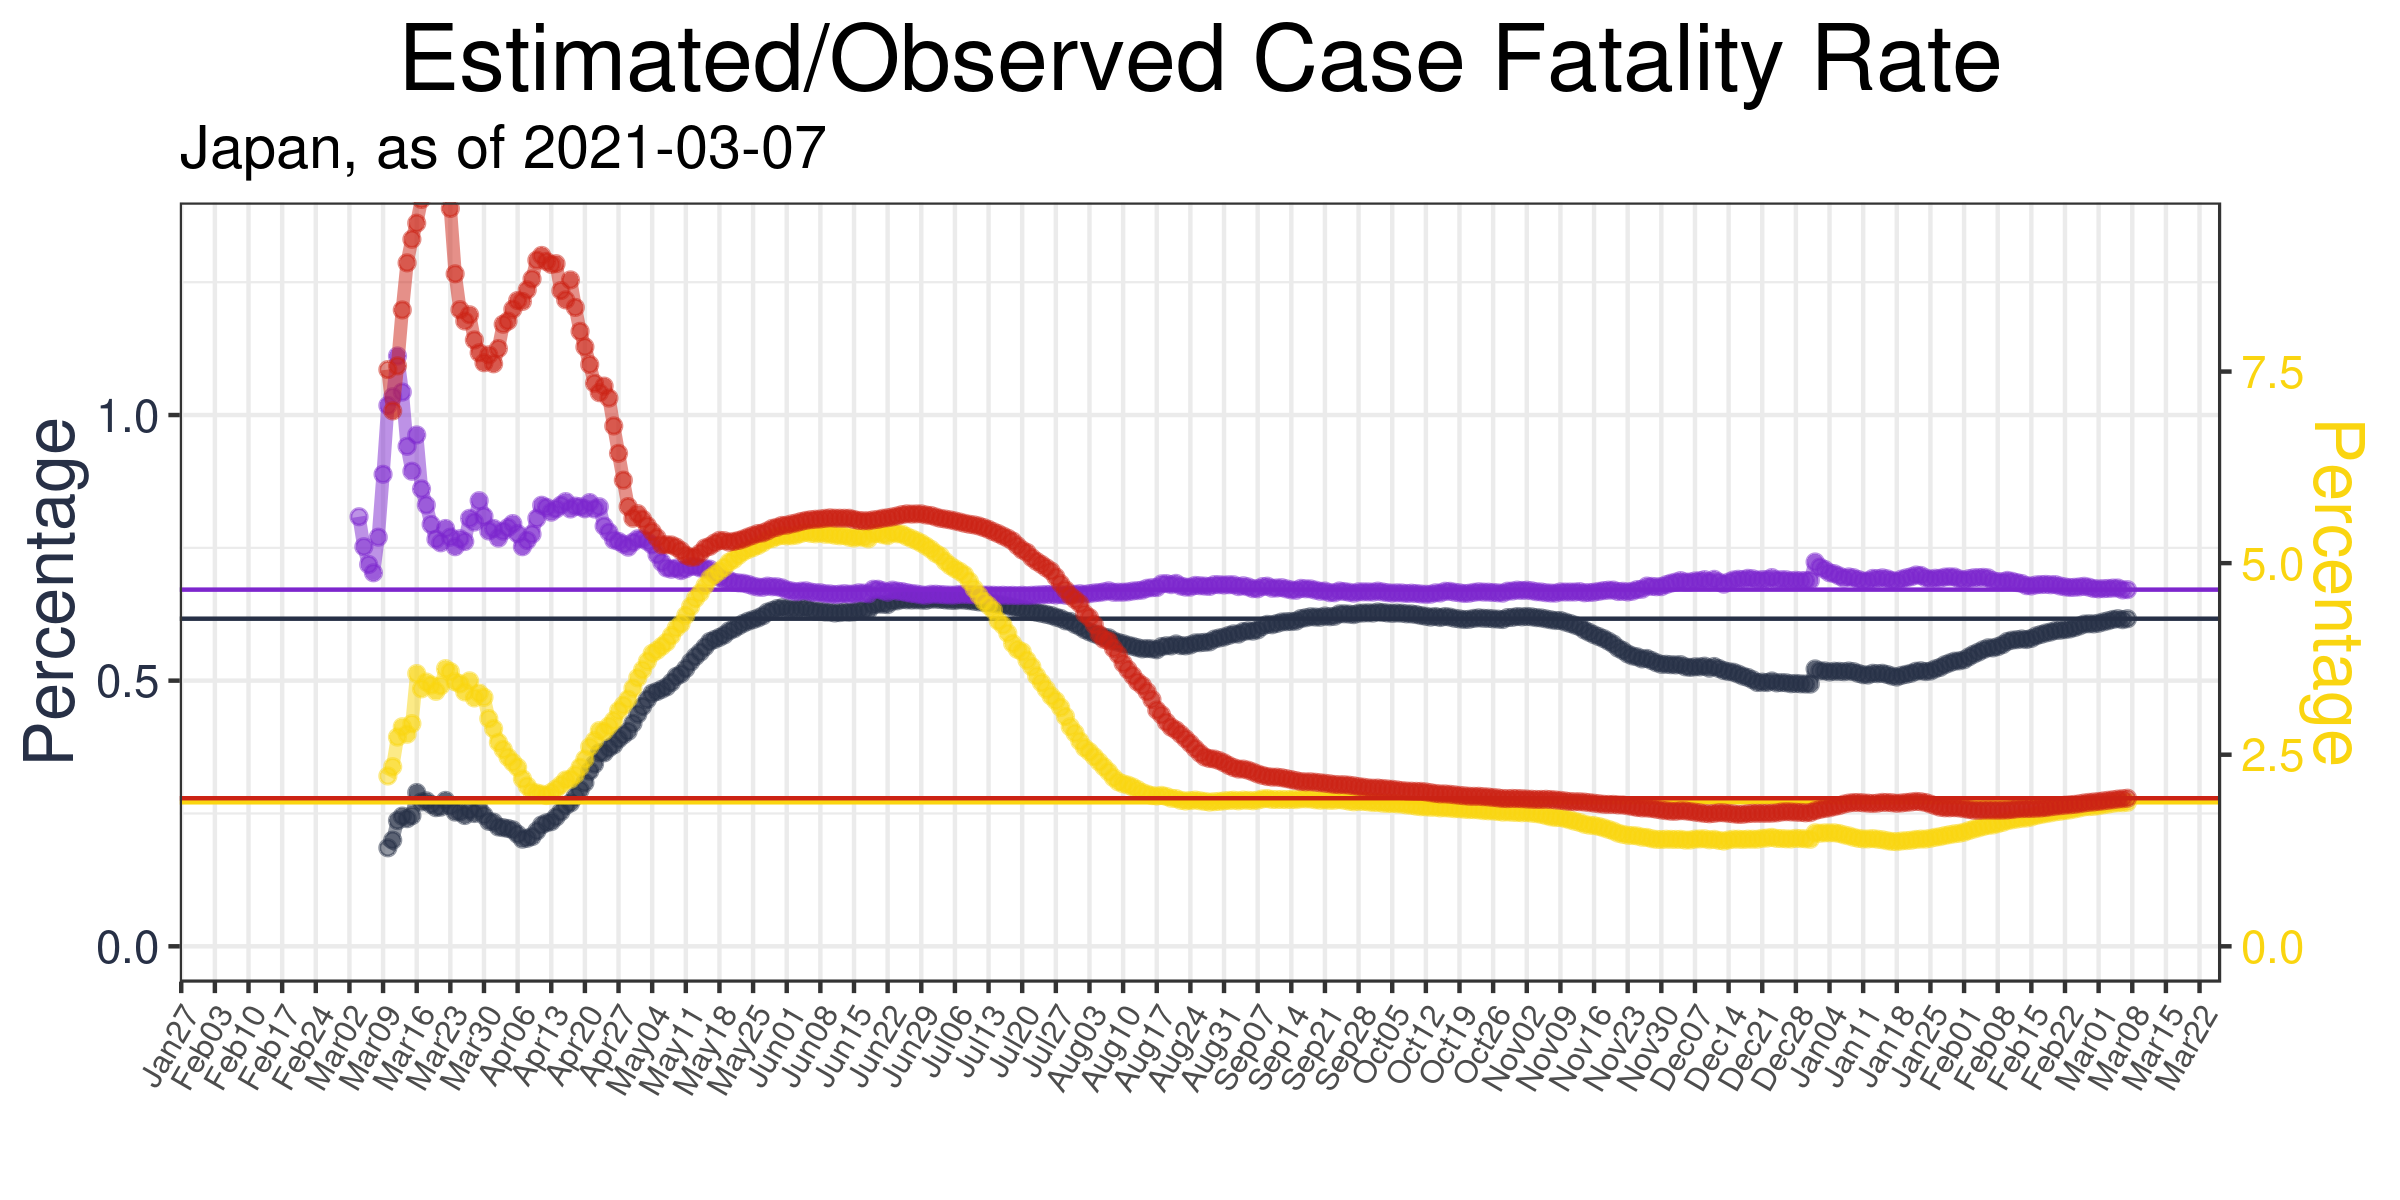 Estimated/Observed Case Fatality Rate
Japan, as of 2021-03-07
Percentage
1.0
0.5
0.0
7.5
5.0
2.5
0.0
Percentage
Jan27
Feb03
Feb10
Feb17
Feb24
Mar02
Mar09
Mar16
Mar23
Mar30
Apr06
Apr13
Apr20
Apr27
May04
May11
May18
May25
Jun01
Jun08
Jun15
Jun22
Jun29
Jul06
Jul13
Jul20
Jul27
Aug03
Aug10
Aug17
Aug24
Aug31
Sep07
Sep14
Sep21
Sep28
Oct05
Oct12
Oct19
Oct26
Nov02
Nov09
Nov16
Nov23
Nov30
Dec07
Dec14
Dec21
Dec28
Jan04
Jan11
Jan18
Jan25
Feb01
Feb08
Feb15
Feb22
Mar01
Mar08
Mar15
Mar22